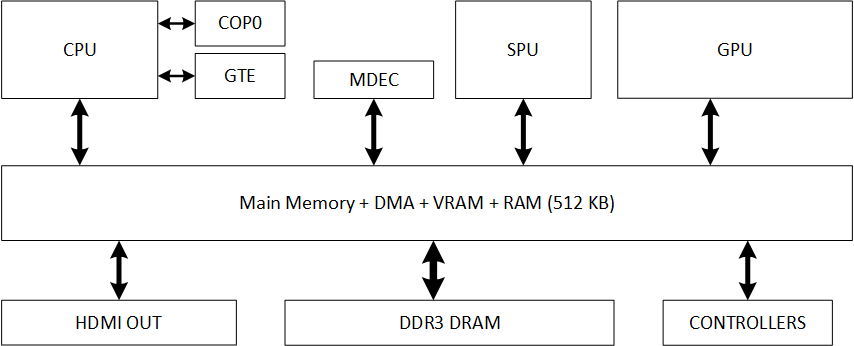 CPU
COP0
GTE
MDEC
SPU
GPU
Main Memory + DMA + VRAM + RAM (512 KB)
HDMI OUT
DDR3 DRAM
CONTROLLERS